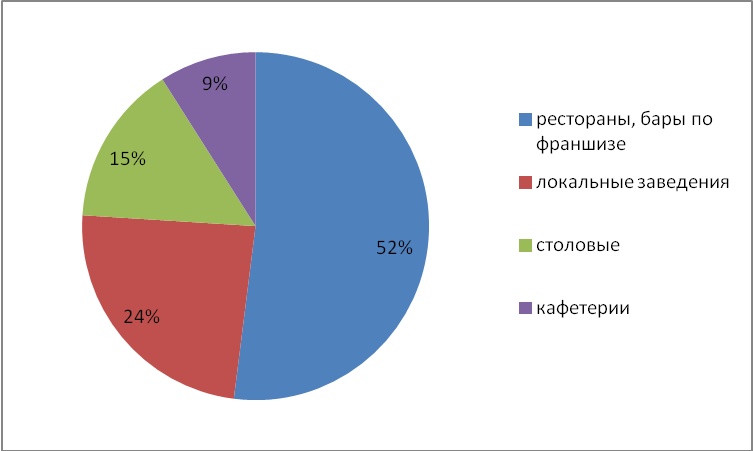 9%
15%
52%
24%
рестораны, бары по
франшизе
локальные заведения
столовые
кафетерии